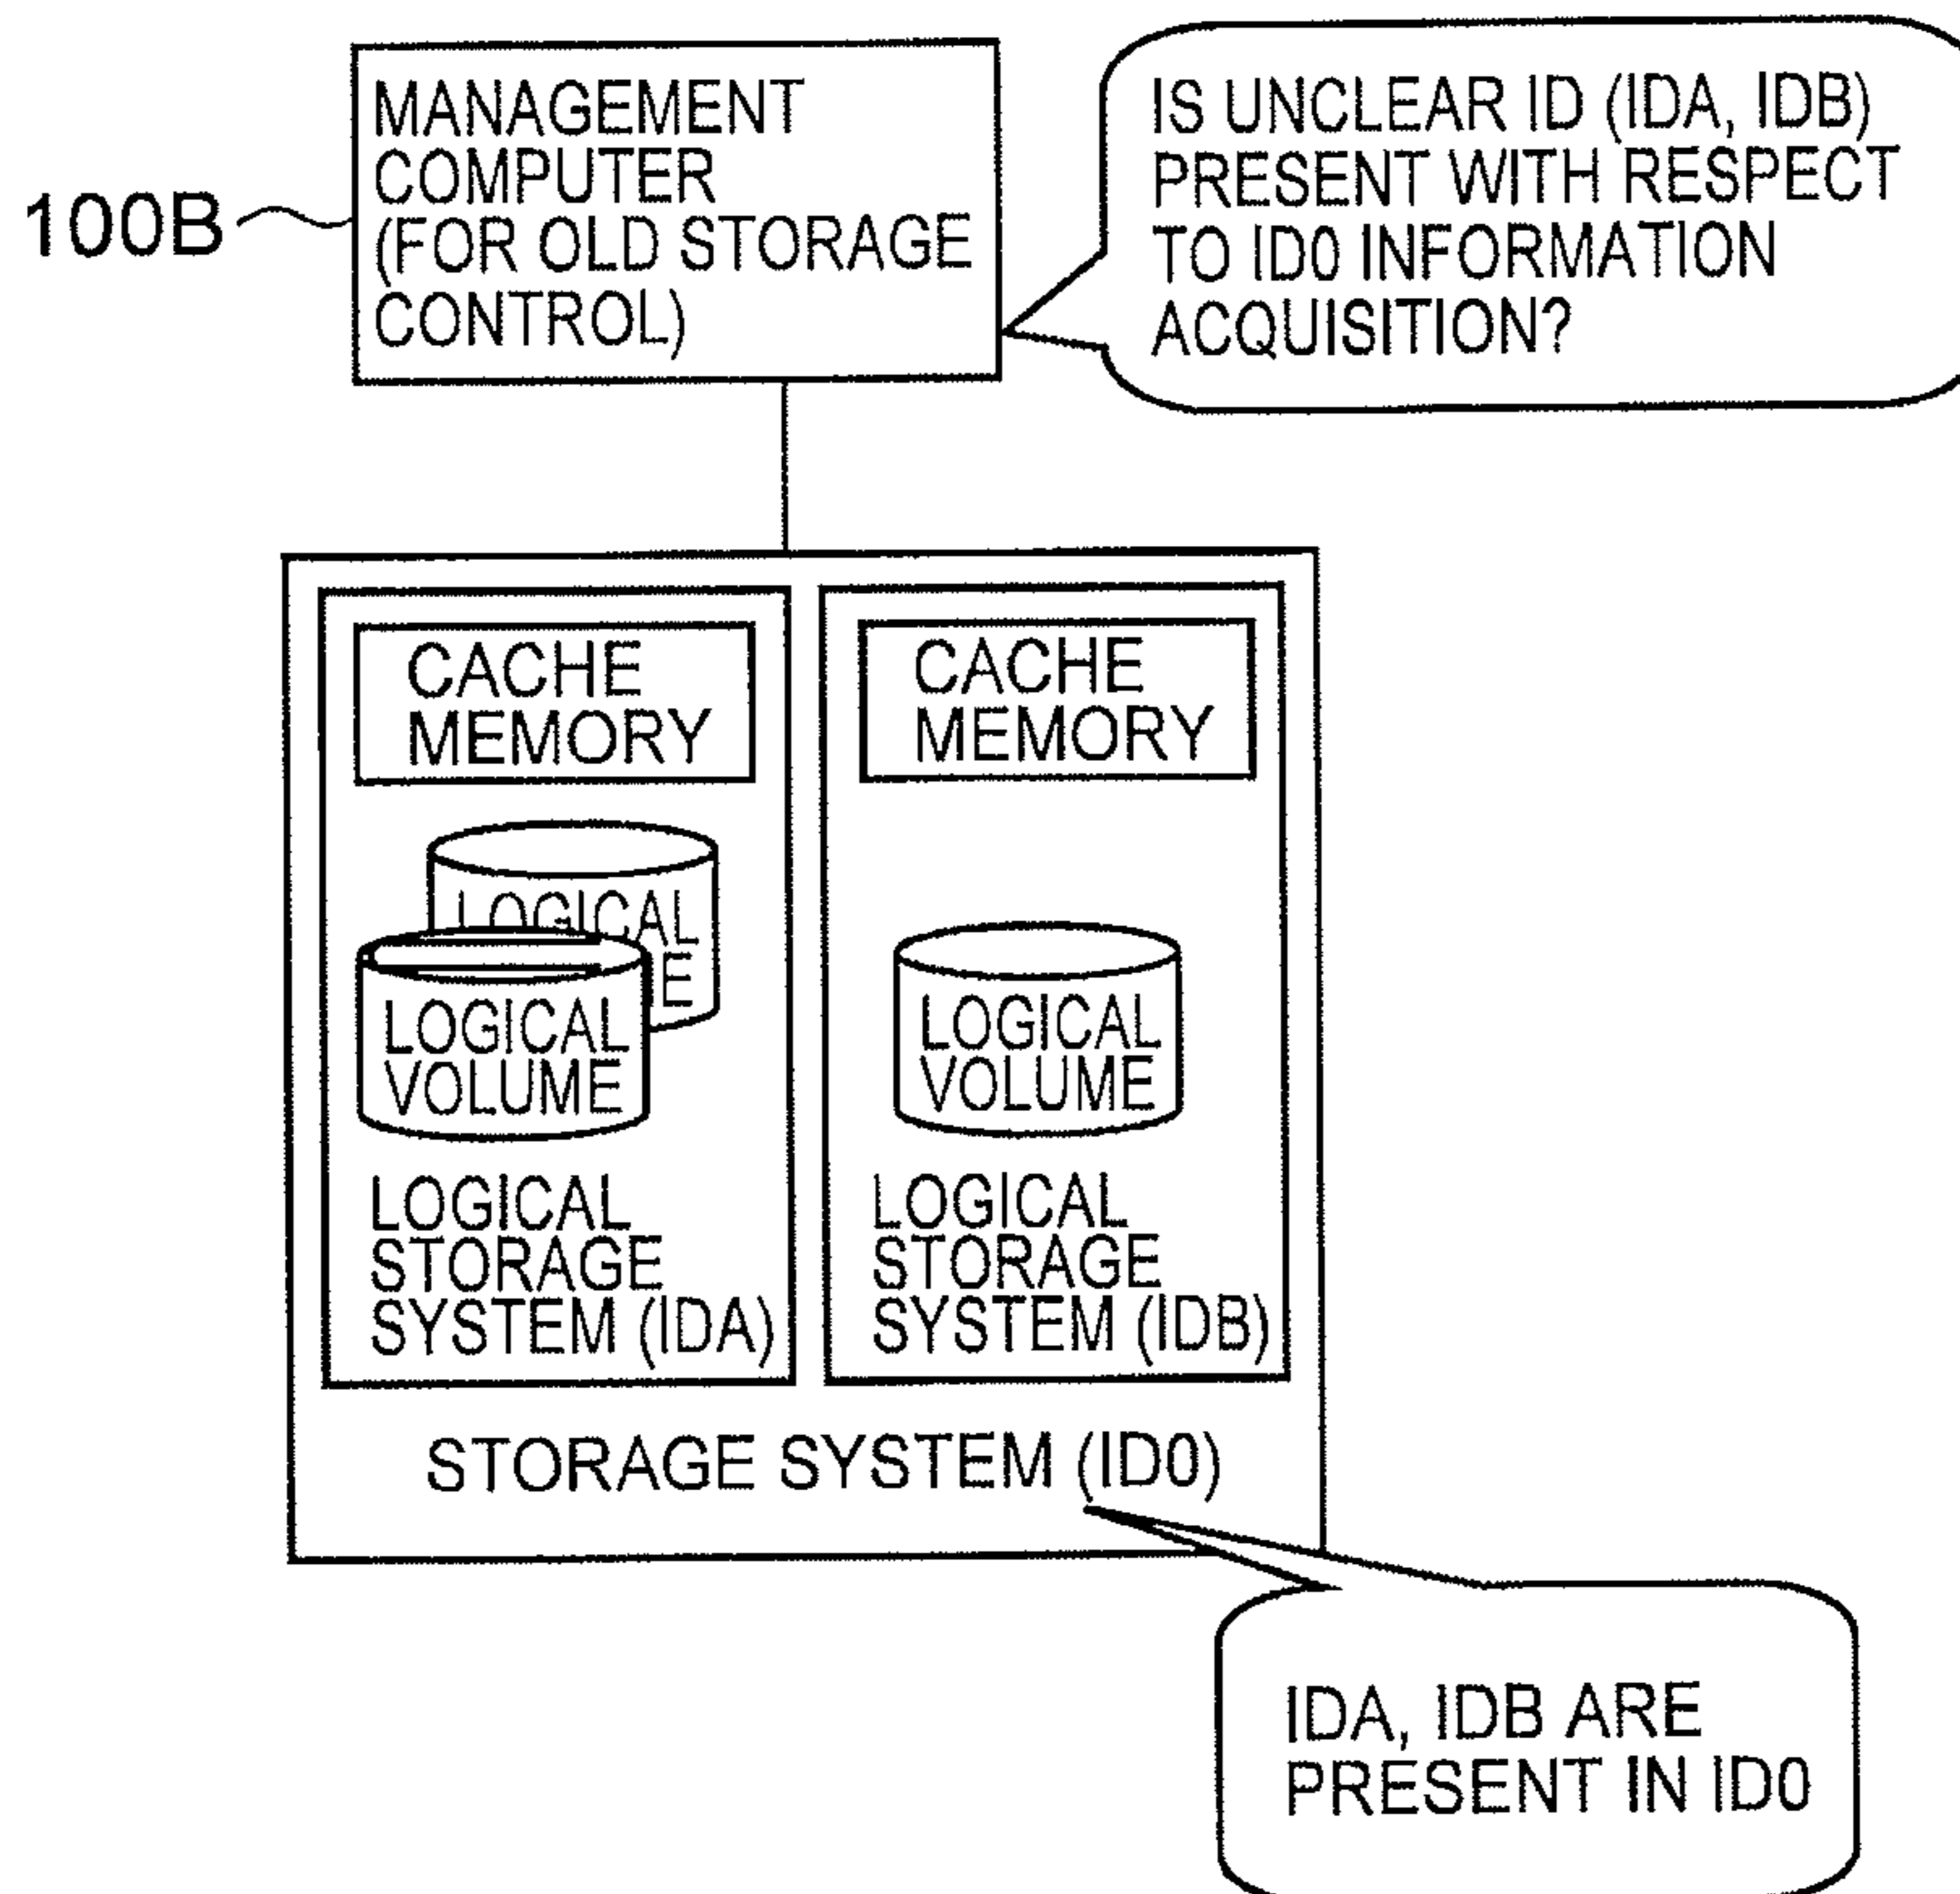 MANAGEMENT
COMPUTER
(FOR OLD STORAGE
CONTROL)
100B
IS UNCLEAR ID (IDA, IDB)
PRESENT WITH RESPECT
TO ID0 INFORMATION
ACQUISITION?
CACHE
MEMORY
LOGICAL
LOGICAL
VOLUME
LOGICAL
STORAGE
SYSTEM (IDA)
CACHE
MEMORY
LOGICAL
VOLUME
LOGICAL
STORAGE
SYSTEM (IDB)
STORAGE SYSTEM (ID0)
IDA, IDB ARE
PRESENT IN ID0